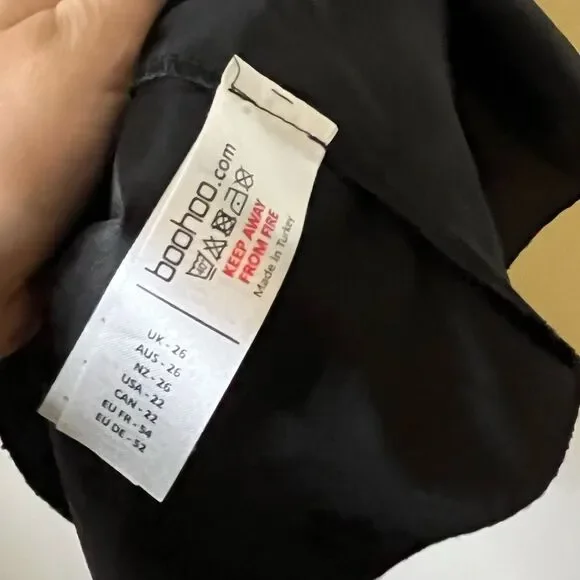 boohoo.com
40
KEEP AWAY
FROM FIRE
Made in Turkey
UK - 26
AUS - 26
NZ - 26
USA - 22
CAN - 22
EU FR - 54
EU DE - 52